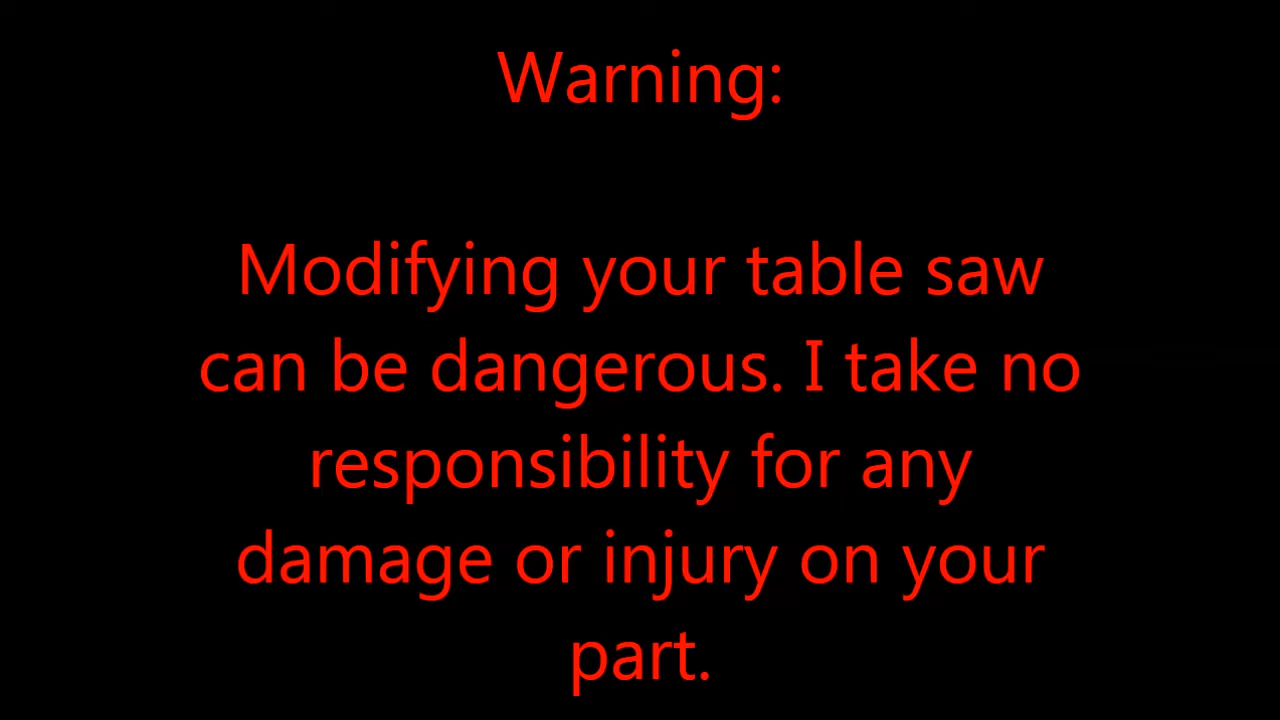 Warning:
Modifying your table saw
can be dangerous. I take no
responsibility for any
damage or injury on your
part.